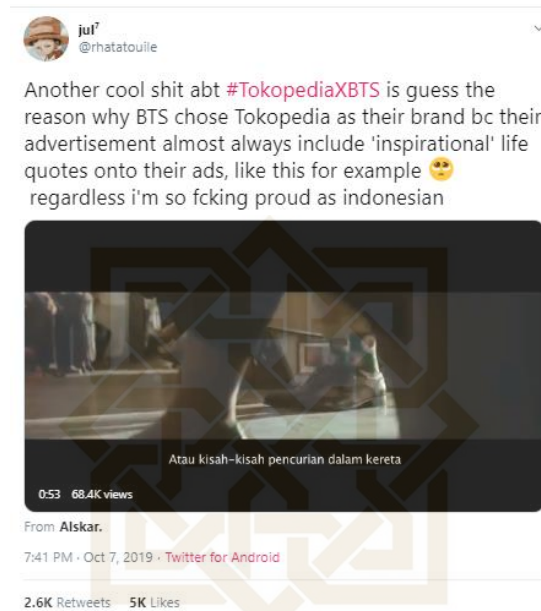 jul⁷
@rhatatouile
Another cool shit abt #TokopediaXBTS is guess the
reason why BTS chose Tokopedia as their brand bc their
advertisement almost always include 'inspirational' life
quotes onto their ads, like this for example 🥺
regardless i'm so fcking proud as indonesian
Atau kisah-kisah pencurian dalam kereta
0:53 68.4K views
From Alskar.
7:41 PM · Oct 7, 2019 · Twitter for Android
2.6K Retweets 5K Likes